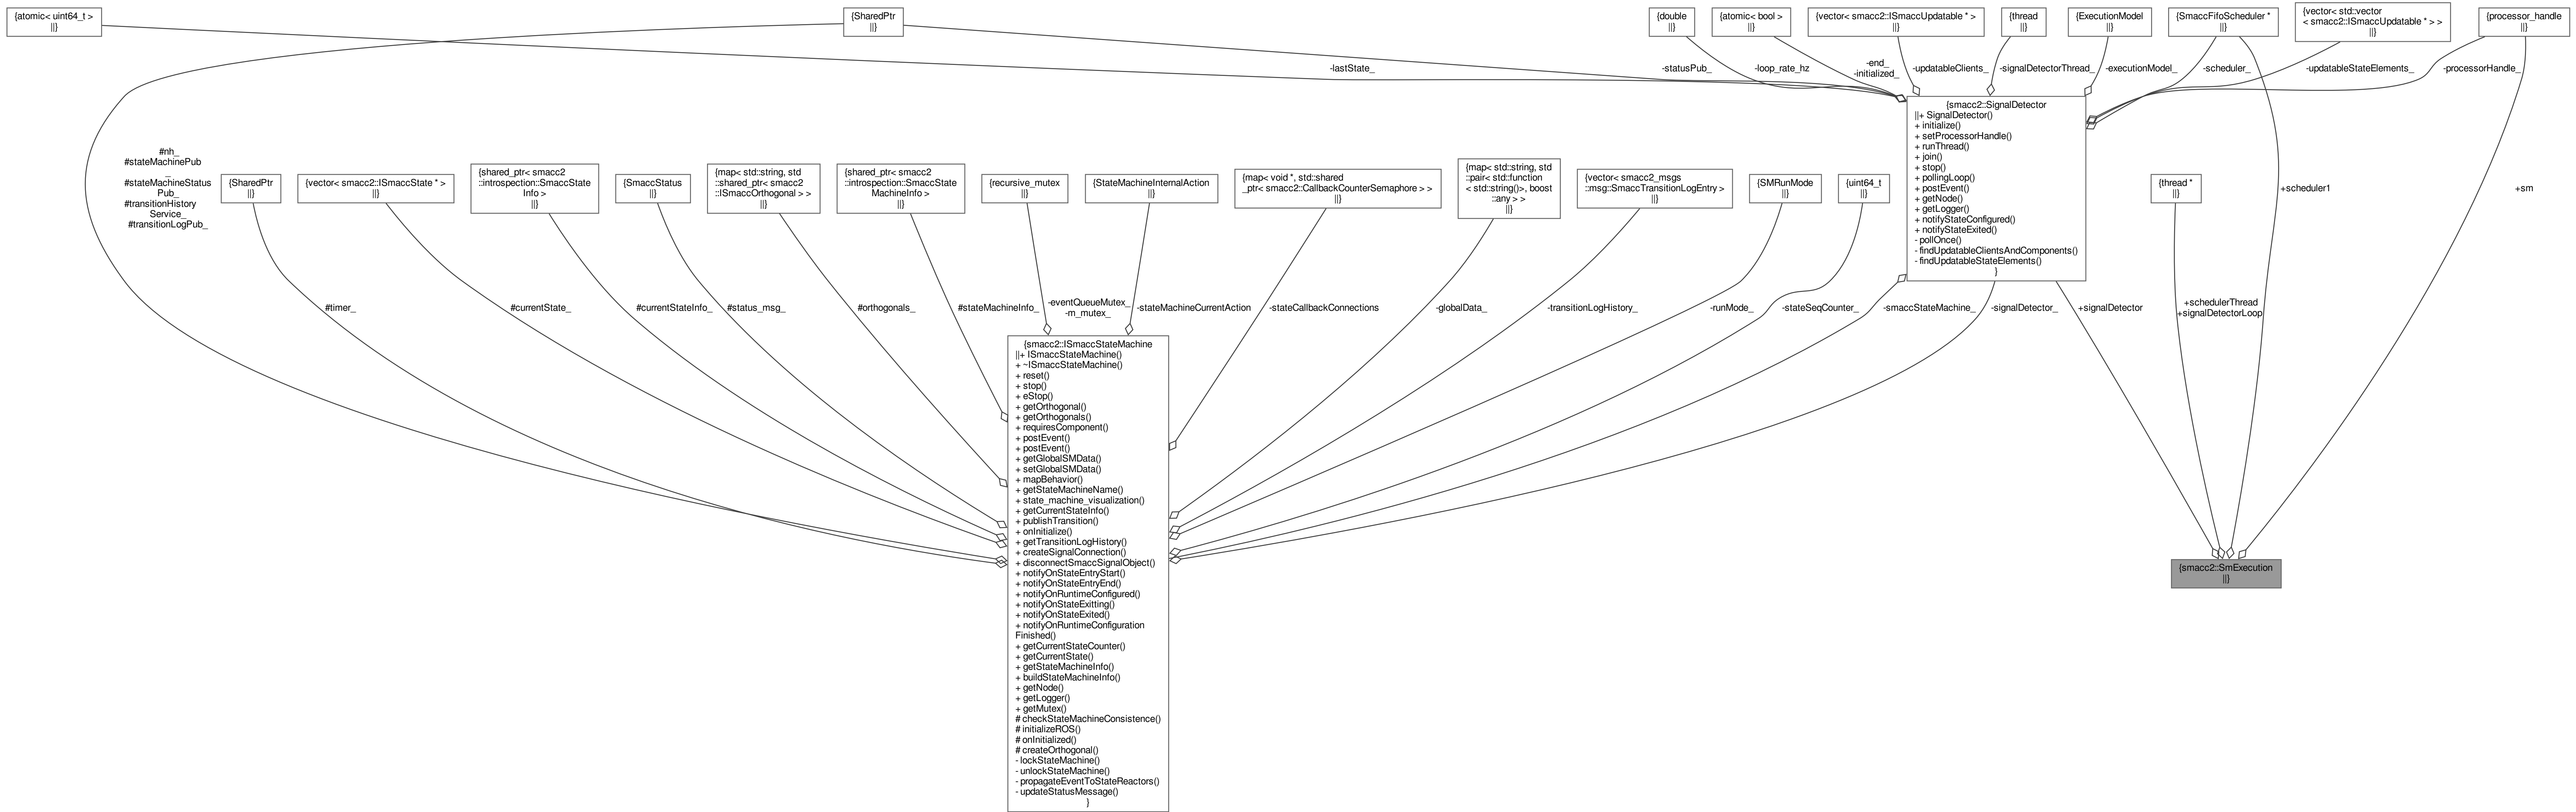 {atomic< uint64_t >
||}
{SharedPtr
||}
{double
||}
{atomic< bool >
||}
{vector< smacc2::ISmaccUpdatable * >
||}
{thread
||}
{ExecutionModel
||}
{SmaccFifoScheduler *
||}
{vector< std::vector
< smacc2::ISmaccUpdatable * > >
||}
{processor_handle
||}
-lastState_
-statusPub_
-loop_rate_hz
-end_
-initialized_
-updatableClients_
-signalDetectorThread_
-executionModel_
-scheduler_
-updatableStateElements_
-processorHandle_
{smacc2::SignalDetector
||+ SignalDetector()
+ initialize()
+ setProcessorHandle()
+ runThread()
+ join()
+ stop()
+ pollingLoop()
+ postEvent()
+ getNode()
+ getLogger()
+ notifyStateConfigured()
+ notifyStateExited()
- pollOnce()
- findUpdatableClientsAndComponents()
- findUpdatableStateElements()
}
#nh_
#stateMachinePub
_
#stateMachineStatus
Pub_
#transitionHistory
Service_
#transitionLogPub_
{SharedPtr
||}
{vector< smacc2::ISmaccState * >
||}
{shared_ptr< smacc2
::introspection::SmaccState
Info >
||}
{SmaccStatus
||}
{map< std::string, std
::shared_ptr< smacc2
::ISmaccOrthogonal > >
||}
{shared_ptr< smacc2
::introspection::SmaccState
MachineInfo >
||}
{recursive_mutex
||}
{StateMachineInternalAction
||}
{map< void *, std::shared
_ptr< smacc2::CallbackCounterSemaphore > >
||}
{map< std::string, std
::pair< std::function
< std::string()>, boost
::any > >
||}
{vector< smacc2_msgs
::msg::SmaccTransitionLogEntry >
||}
{SMRunMode
||}
{uint64_t
||}
{thread *
||}
+scheduler1
+sm
#timer_
#currentState_
#currentStateInfo_
#status_msg_
#orthogonals_
#stateMachineInfo_
-eventQueueMutex_
-m_mutex_
-stateMachineCurrentAction
-stateCallbackConnections
-globalData_
-transitionLogHistory_
-runMode_
-stateSeqCounter_
-smaccStateMachine_
-signalDetector_
+signalDetector
+schedulerThread
+signalDetectorLoop
{smacc2::ISmaccStateMachine
||+ ISmaccStateMachine()
+ ~ISmaccStateMachine()
+ reset()
+ stop()
+ eStop()
+ getOrthogonal()
+ getOrthogonals()
+ requiresComponent()
+ postEvent()
+ postEvent()
+ getGlobalSMData()
+ setGlobalSMData()
+ mapBehavior()
+ getStateMachineName()
+ state_machine_visualization()
+ getCurrentStateInfo()
+ publishTransition()
+ onInitialize()
+ getTransitionLogHistory()
+ createSignalConnection()
+ disconnectSmaccSignalObject()
+ notifyOnStateEntryStart()
+ notifyOnStateEntryEnd()
+ notifyOnRuntimeConfigured()
+ notifyOnStateExitting()
+ notifyOnStateExited()
+ notifyOnRuntimeConfiguration
Finished()
+ getCurrentStateCounter()
+ getCurrentState()
+ getStateMachineInfo()
+ buildStateMachineInfo()
+ getNode()
+ getLogger()
+ getMutex()
# checkStateMachineConsistence()
# initializeROS()
# onInitialized()
# createOrthogonal()
- lockStateMachine()
- unlockStateMachine()
- propagateEventToStateReactors()
- updateStatusMessage()
}
{smacc2::SmExecution
||}